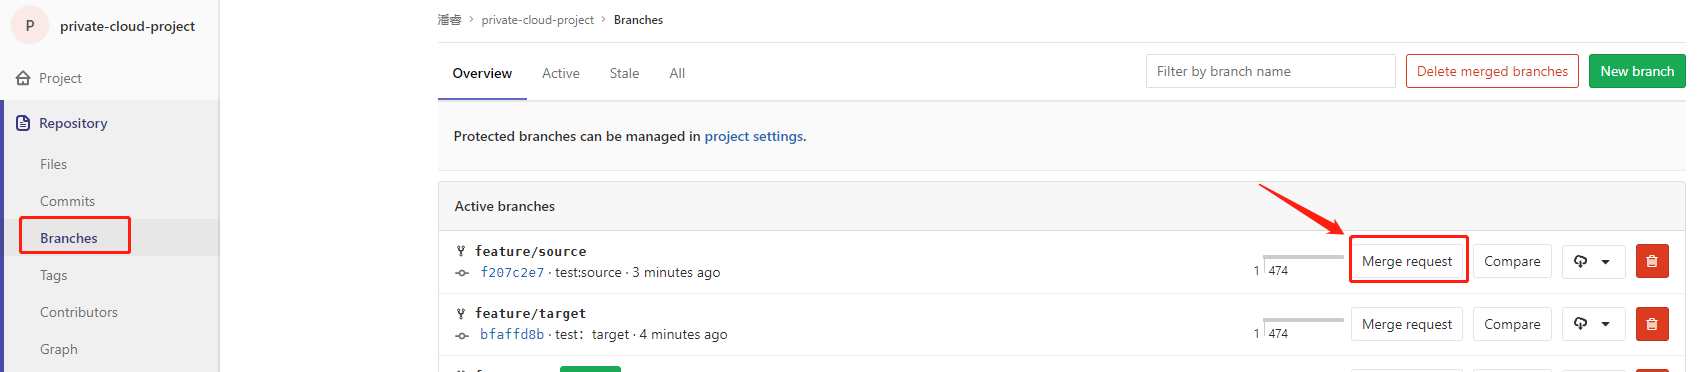 P private-cloud-project
Project
Repository
Files
Commits
Branches
Tags
Contributors
Graph
潘睿 > private-cloud-project > Branches
Overview Active Stale All
Filter by branch name
Delete merged branches
New branch
Protected branches can be managed in project settings.
Active branches
feature/source
f207c2e7 · test:source · 3 minutes ago
1 474
Merge request
Compare
feature/target
bfaffd8b · test：target · 4 minutes ago
1 474
Merge request
Compare